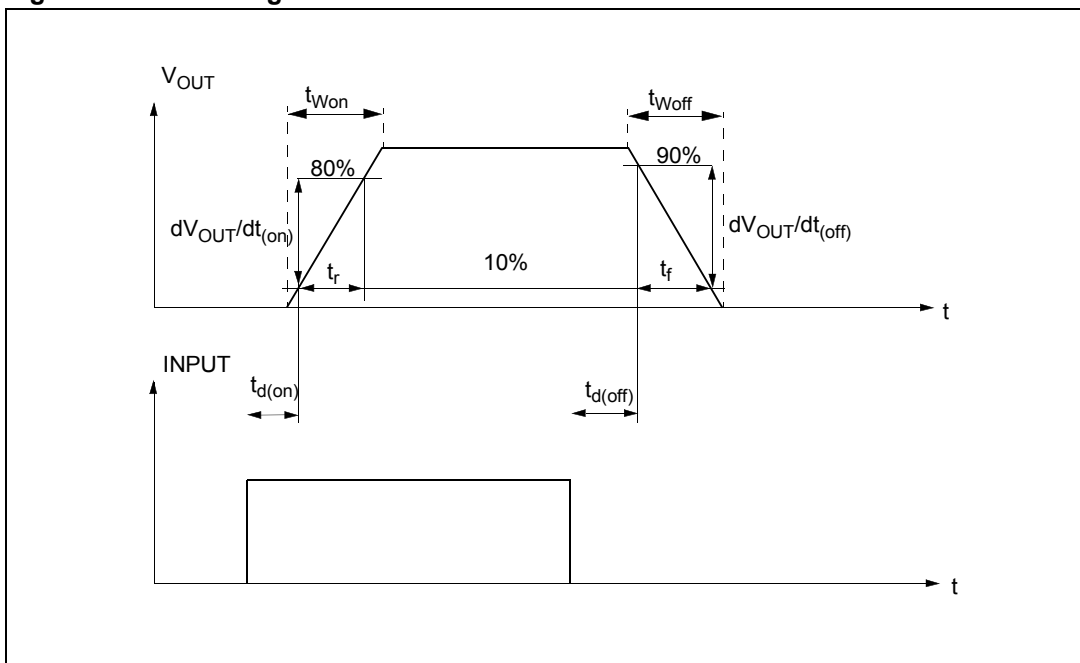 V_OUT
t_Won
t_Woff
80%
90%
dV_OUT/dt_(on)
dV_OUT/dt_(off)
t_r
10%
t_f
t
INPUT
t_d(on)
t_d(off)
t